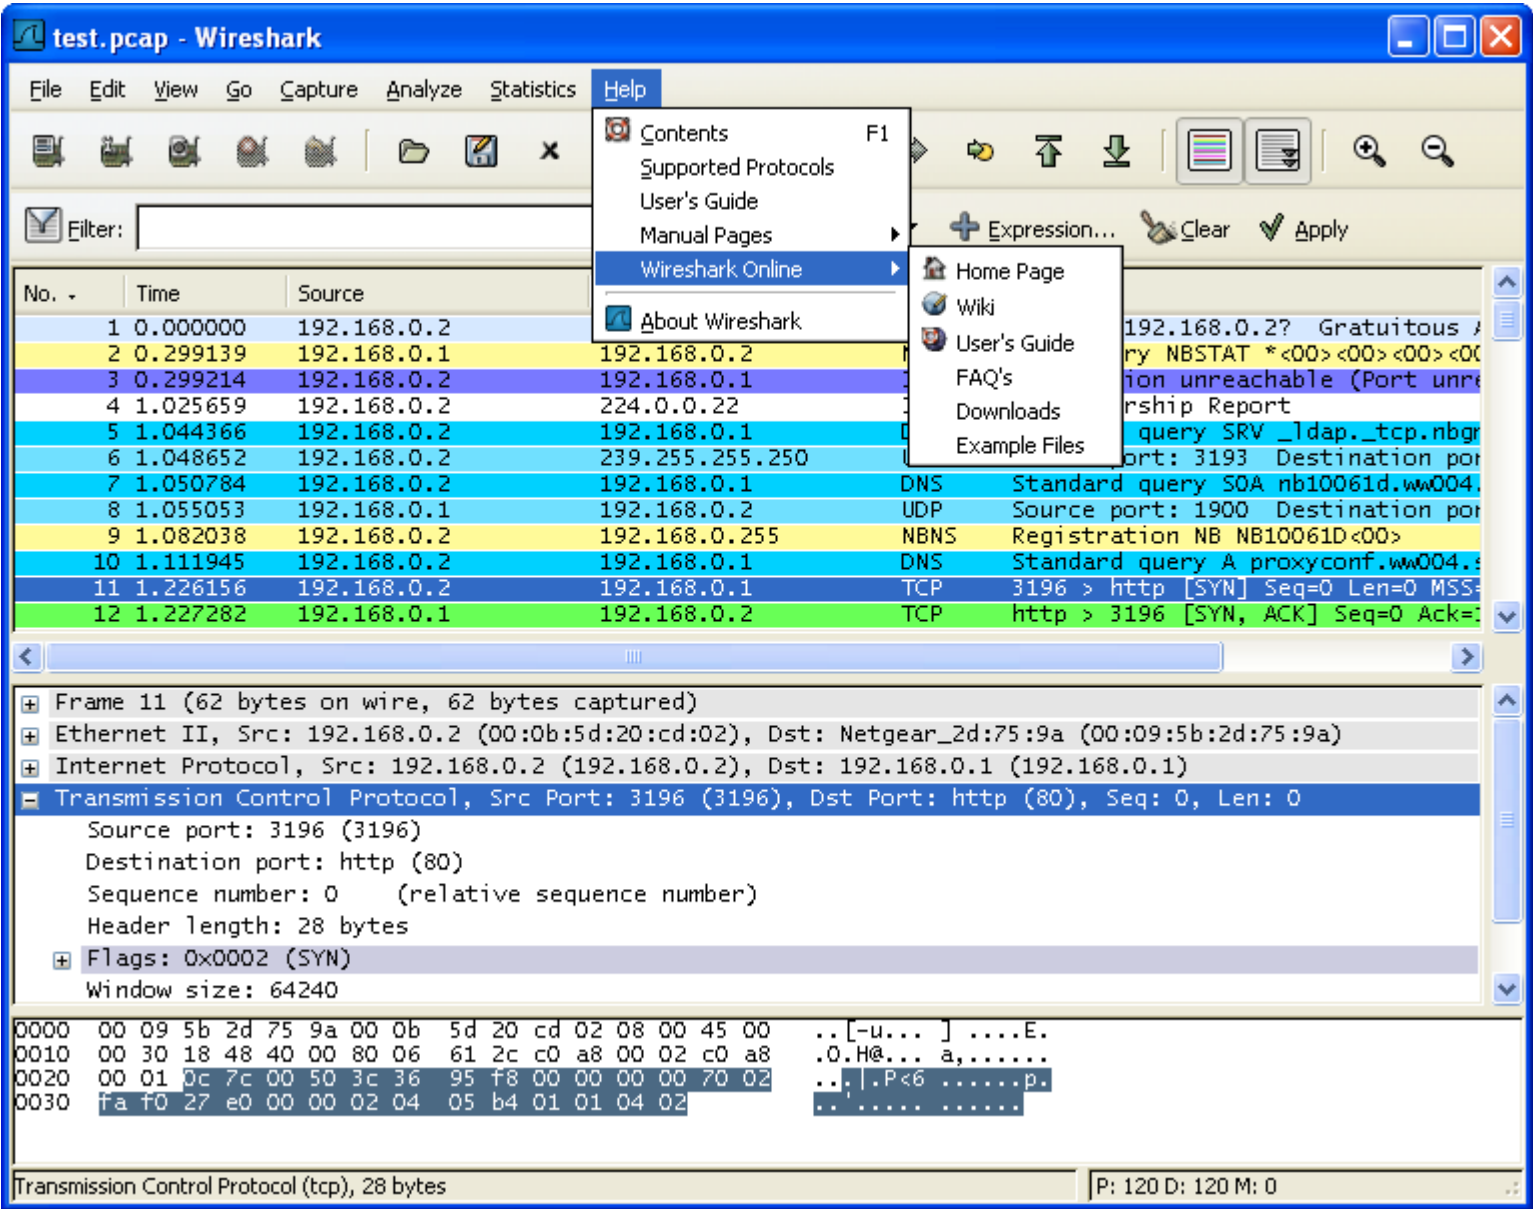 test.pcap - Wireshark
File Edit View Go Capture Analyze Statistics Help
Contents F1
Supported Protocols
User's Guide
Manual Pages
Wireshark Online
About Wireshark
Filter: Expression... Clear Apply
Home Page
Wiki
User's Guide
FAQ's
Downloads
Example Files
No. Time Source
1 0.000000 192.168.0.2 192.168.0.2? Gratuitous
2 0.299139 192.168.0.1 192.168.0.2 NBSTAT *<00><00><00><00
3 0.299214 192.168.0.2 192.168.0.1 unreachable (Port
4 1.025659 192.168.0.2 224.0.0.22 Report
5 1.044366 192.168.0.2 192.168.0.1 query SRV _ldap._tcp.nbgn
6 1.048652 192.168.0.2 239.255.255.250 port: 3193 Destination por
7 1.050784 192.168.0.2 192.168.0.1 DNS Standard query SOA nb10061d.ww004.
8 1.055053 192.168.0.1 192.168.0.2 UDP Source port: 1900 Destination por
9 1.082038 192.168.0.2 192.168.0.255 NBNS Registration NB NB10061D<00>
10 1.111945 192.168.0.2 192.168.0.1 DNS Standard query A proxyconf.ww004.s
11 1.226156 192.168.0.2 192.168.0.1 TCP 3196 > http [SYN] Seq=0 Len=0 MSS=
12 1.227282 192.168.0.1 192.168.0.2 TCP http > 3196 [SYN, ACK] Seq=0 Ack=1
Frame 11 (62 bytes on wire, 62 bytes captured)
Ethernet II, Src: 192.168.0.2 (00:0b:5d:20:cd:02), Dst: Netgear_2d:75:9a (00:09:5b:2d:75:9a)
Internet Protocol, Src: 192.168.0.2 (192.168.0.2), Dst: 192.168.0.1 (192.168.0.1)
Transmission Control Protocol, Src Port: 3196 (3196), Dst Port: http (80), Seq: 0, Len: 0
Source port: 3196 (3196)
Destination port: http (80)
Sequence number: 0 (relative sequence number)
Header length: 28 bytes
Flags: 0x0002 (SYN)
Window size: 64240
0000 00 09 5b 2d 75 9a 00 0b 5d 20 cd 02 08 00 45 00 ..[-u... ] ....E.
0010 00 30 18 48 40 00 80 06 61 2c c0 a8 00 02 c0 a8 .0.H@... a,......
0020 00 01 0c 7c 00 50 3c 36 95 f8 00 00 00 00 70 02 ...|.P<6 ......p.
0030 fa f0 27 e0 00 00 02 04 05 b4 01 01 04 02 ..'..... ......
Transmission Control Protocol (tcp), 28 bytes P: 120 D: 120 M: 0